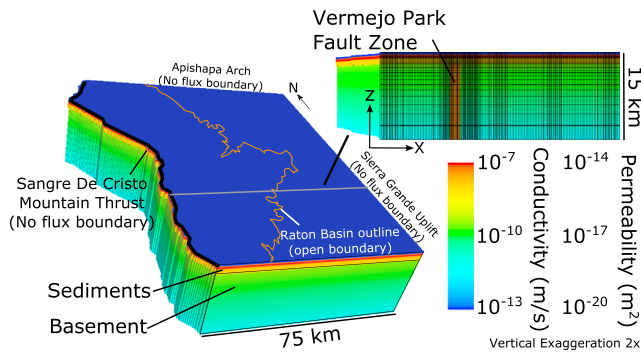 Vermejo Park
Fault Zone
Apishapa Arch
(No flux boundary)
N
Z
X
15 km
Sangre De Cristo
Mountain Thrust
(No flux boundary)
Sierra Grande Uplift
(No flux boundary)
Raton Basin outline
(open boundary)
Sediments
Basement
75 km
10^-7
10^-10
10^-13
Conductivity (m/s)
10^-14
10^-17
10^-20
Permeability (m²)
Vertical Exaggeration 2x